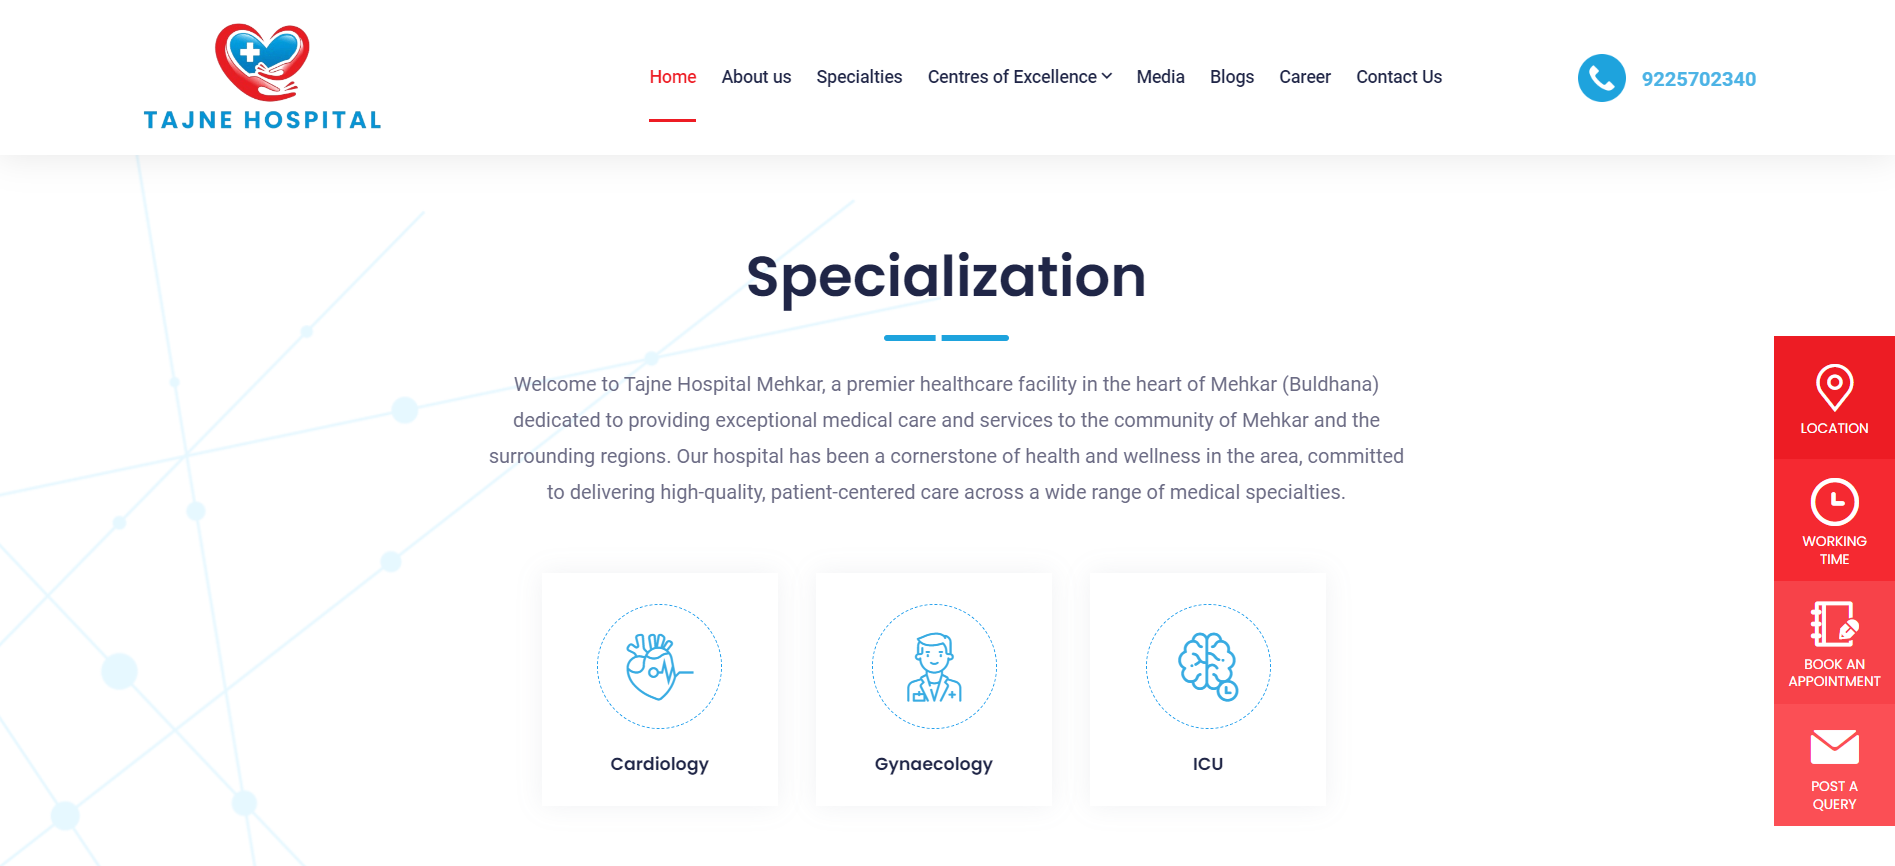 TAJNE HOSPITAL
Home About us Specialties Centres of Excellence Media Blogs Career Contact Us
9225702340
Specialization
Welcome to Tajne Hospital Mehkar, a premier healthcare facility in the heart of Mehkar (Buldhana)
dedicated to providing exceptional medical care and services to the community of Mehkar and the
surrounding regions. Our hospital has been a cornerstone of health and wellness in the area, committed
to delivering high-quality, patient-centered care across a wide range of medical specialties.
Cardiology
Gynaecology
ICU
LOCATION
WORKING
TIME
BOOK AN
APPOINTMENT
POST A
QUERY